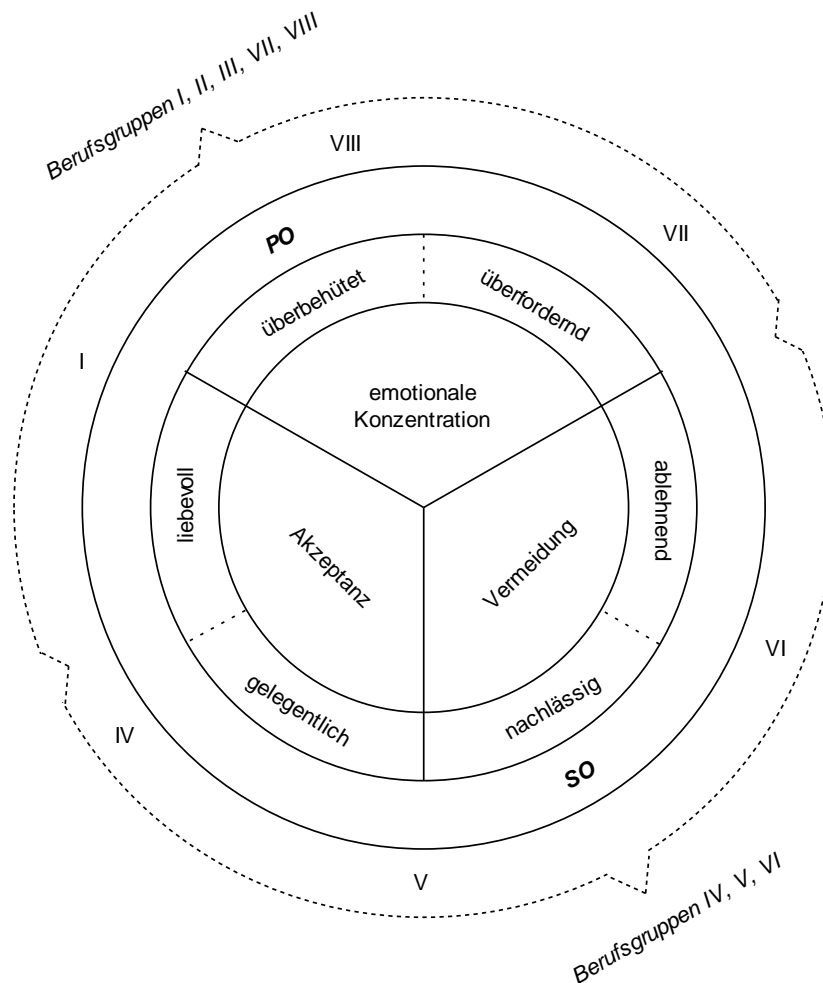 Berufsgruppen I, II, III, VII, VIII
VIII
VII
PO
überbehütet
überfordernd
I
emotionale
Konzentration
liebevoll
ablehnend
Akzeptanz
Vermeidung
VI
gelegentlich
nachlässig
IV
SO
V
Berufsgruppen IV, V, VI